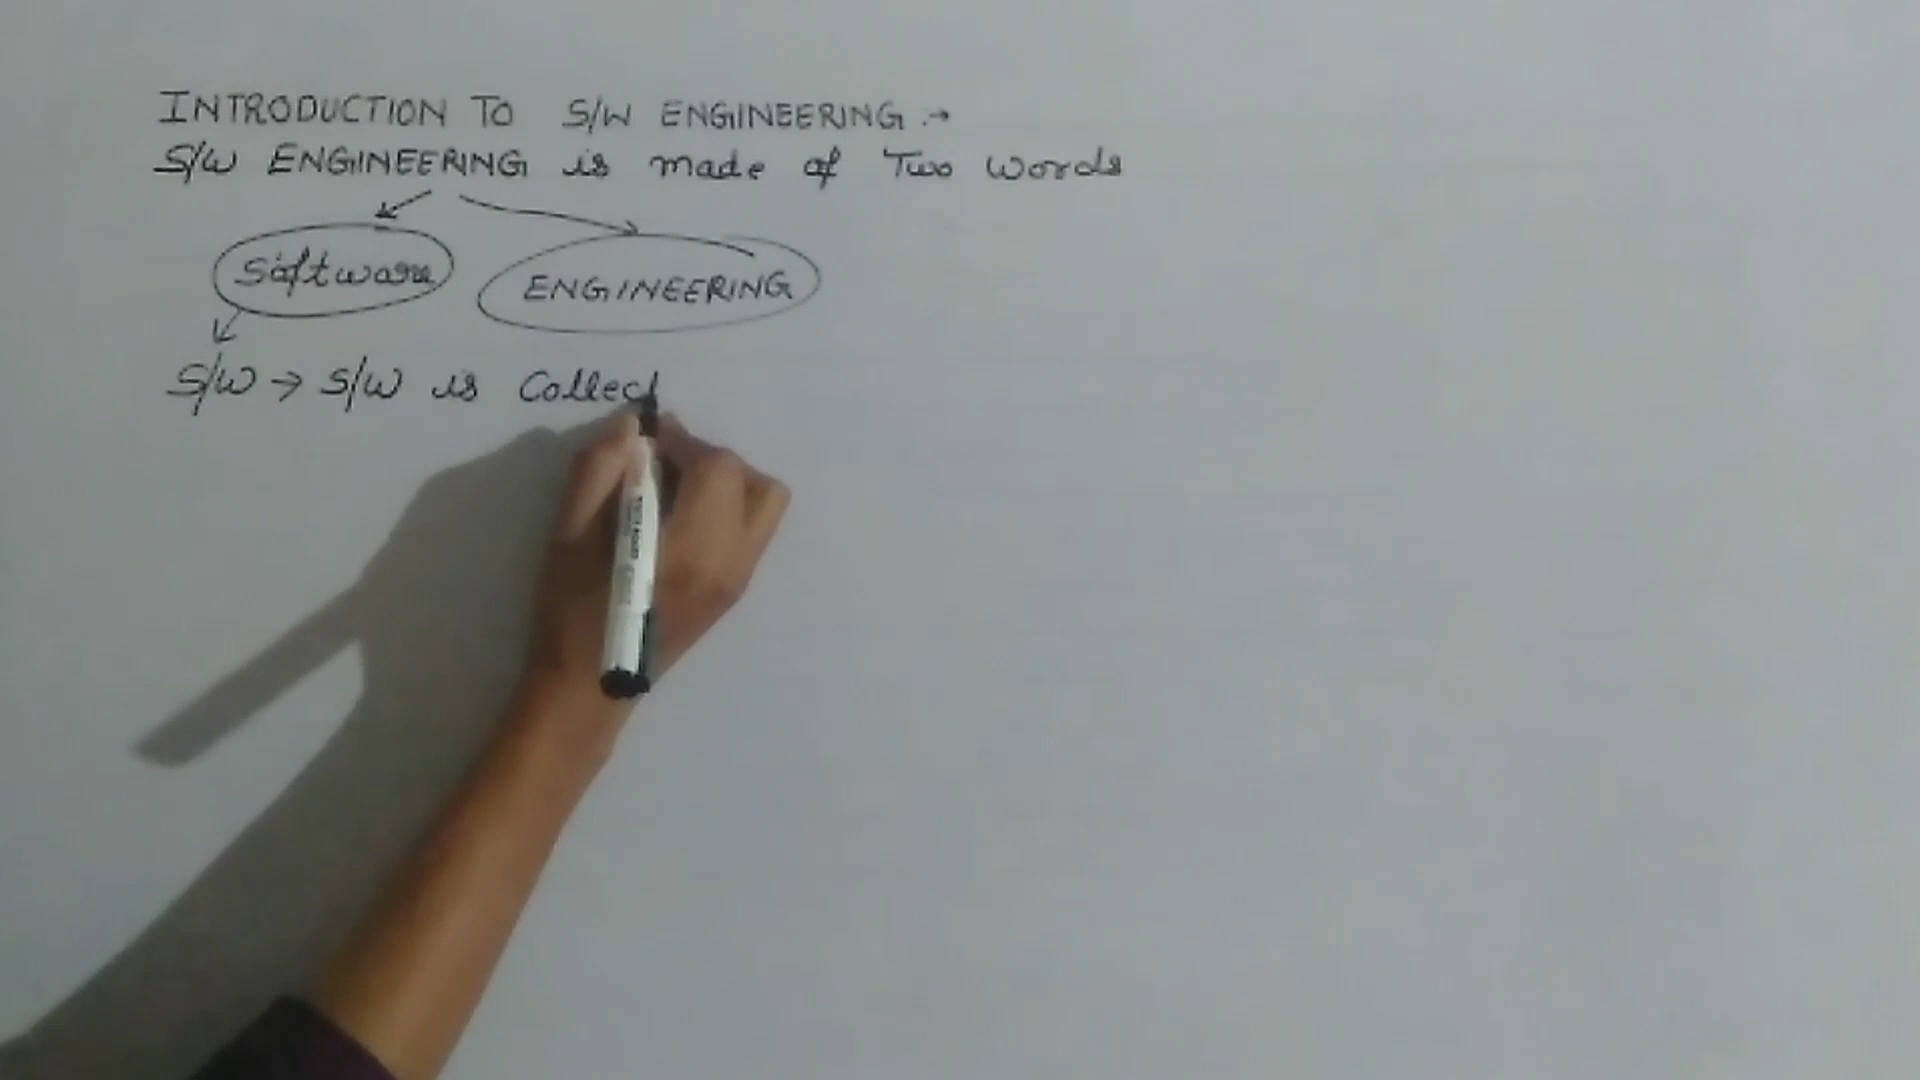 INTRODUCTION TO S/W ENGINEERING :→
S/W ENGINEERING is made of Two words
Software
ENGINEERING
S/W → S/W is Collect